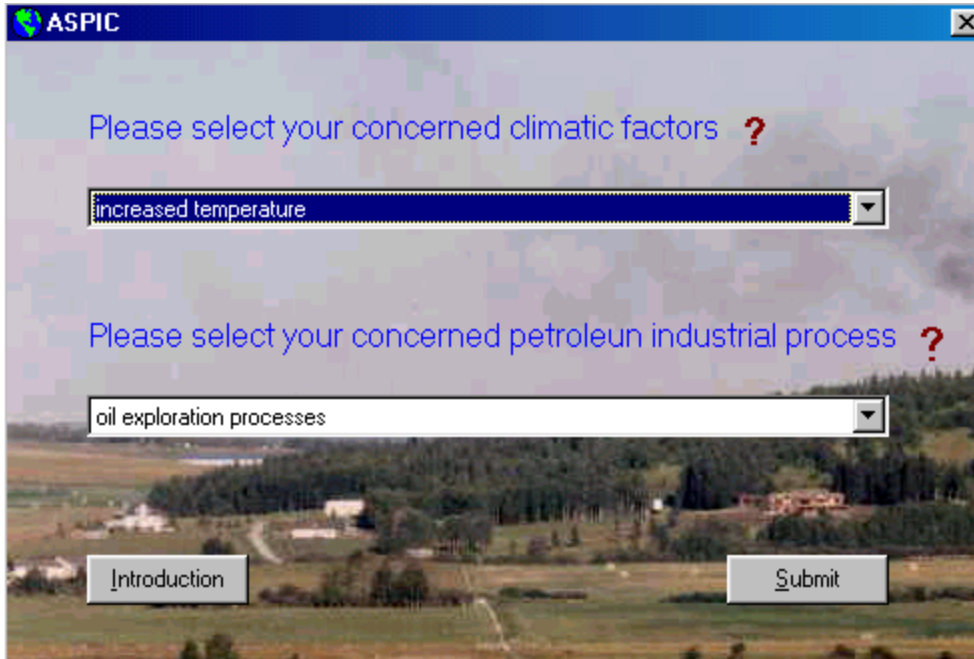 ASPIC
Please select your concerned climatic factors ?
increased temperature
Please select your concerned petroleun industrial process ?
oil exploration processes
Introduction
Submit